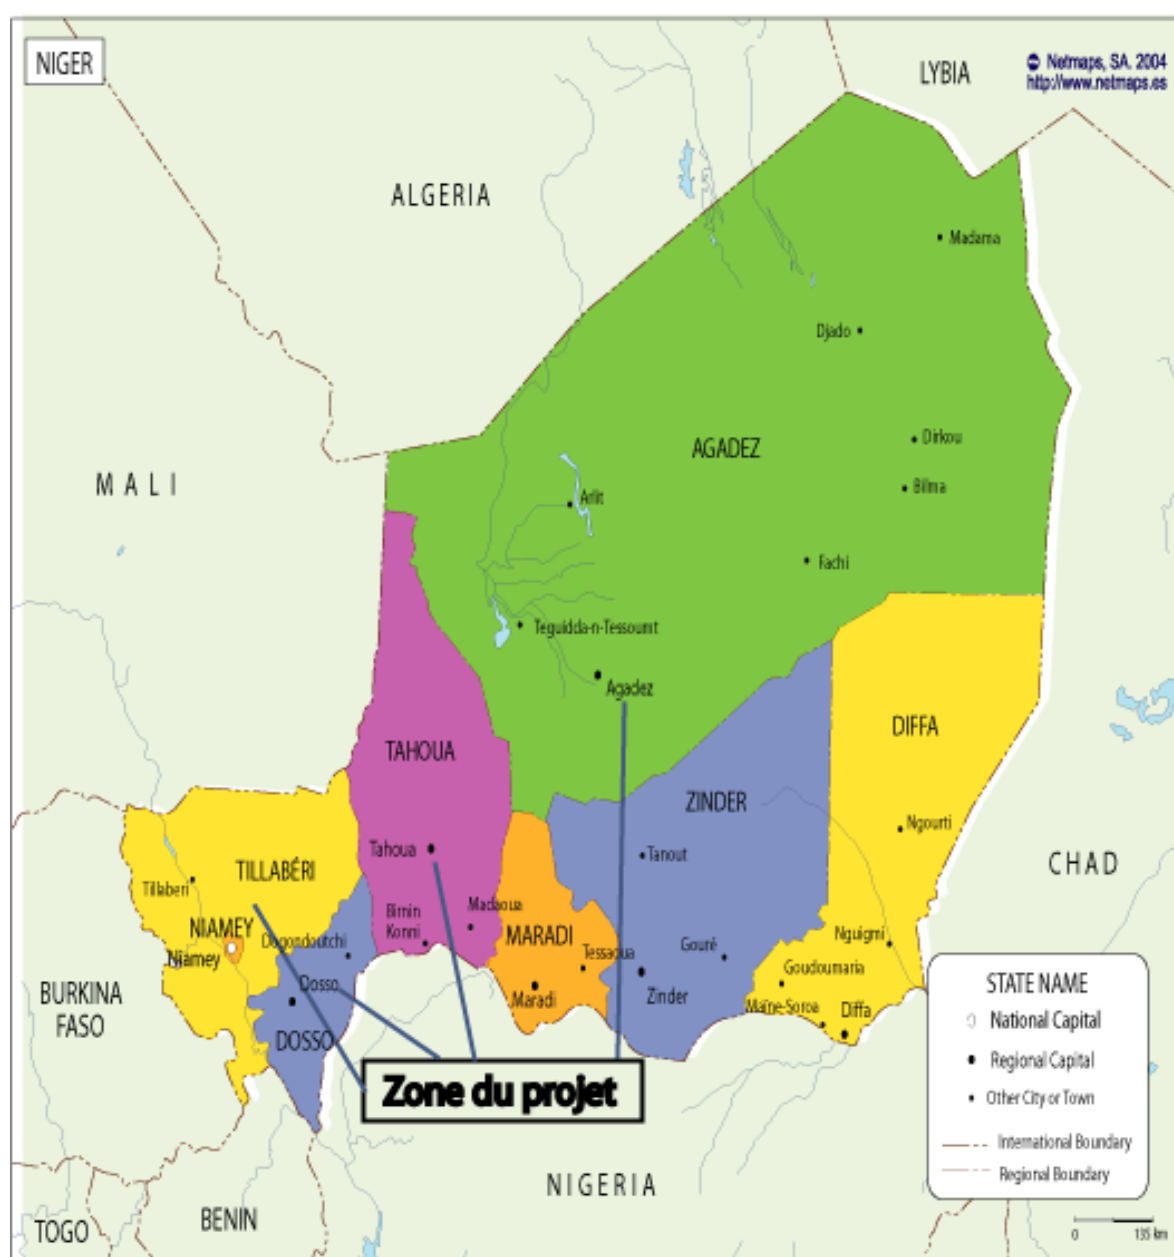 NIGER
© Netmaps, SA. 2004
http://www.netmaps.es
LYBIA
ALGERIA
Madama
Djado
AGADEZ
Dirkou
MALI
Bilma
Arlit
Fachi
Teguidda-n-Tessoumt
Agadez
DIFFA
TAHOUA
ZINDER
Ngourti
Tahoua
Tanout
CHAD
TILLABÉRI
Tillaberi
Birnin
Konni
Madaoua
NIAMEY
Niamey
MARADI
Dogondoutchi
Tessaoua
Gouré
Nguigmi
Goudoumaria
Dosso
Maradi
Zinder
Maïne-Soroa
Diffa
BURKINA
FASO
DOSSO
Zone du projet
STATE NAME
National Capital
Regional Capital
Other City or Town
International Boundary
Regional Boundary
NIGERIA
BENIN
TOGO
0 135 km